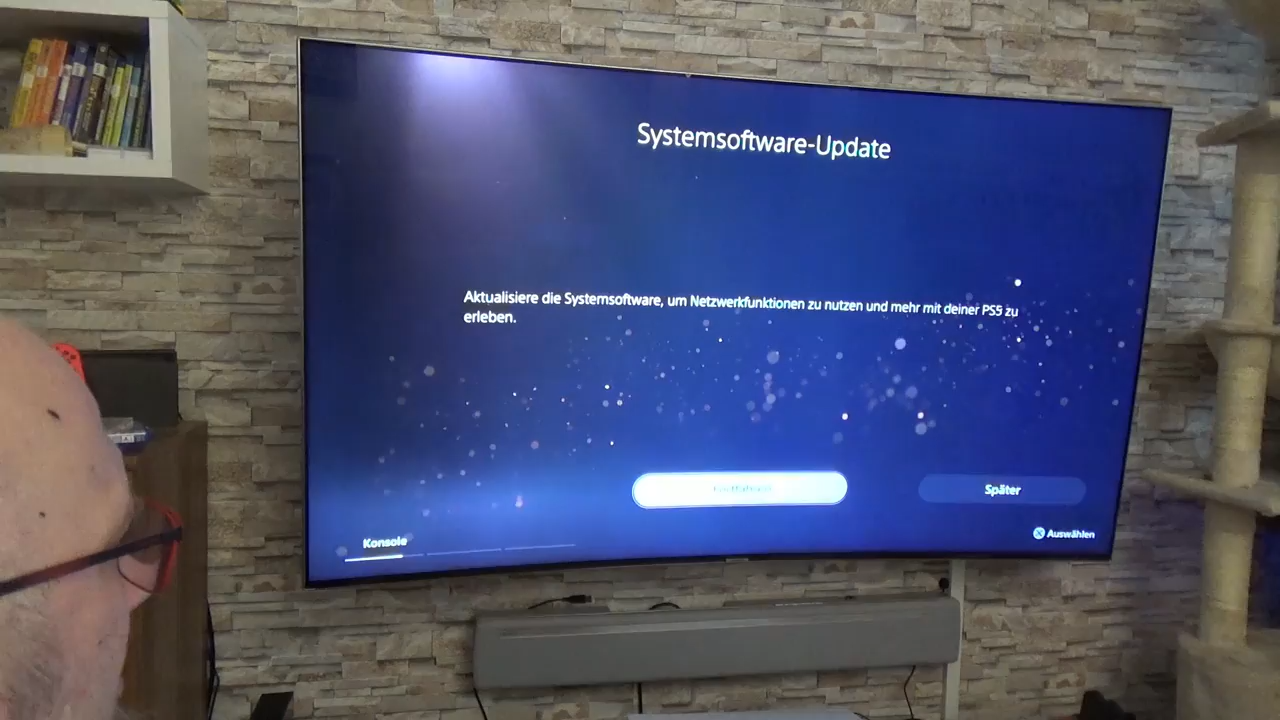 Systemsoftware-Update
Aktualisiere die Systemsoftware, um Netzwerkfunktionen zu nutzen und mehr mit deiner PS5 zu
erleben.
Später
Konsole
Auswählen